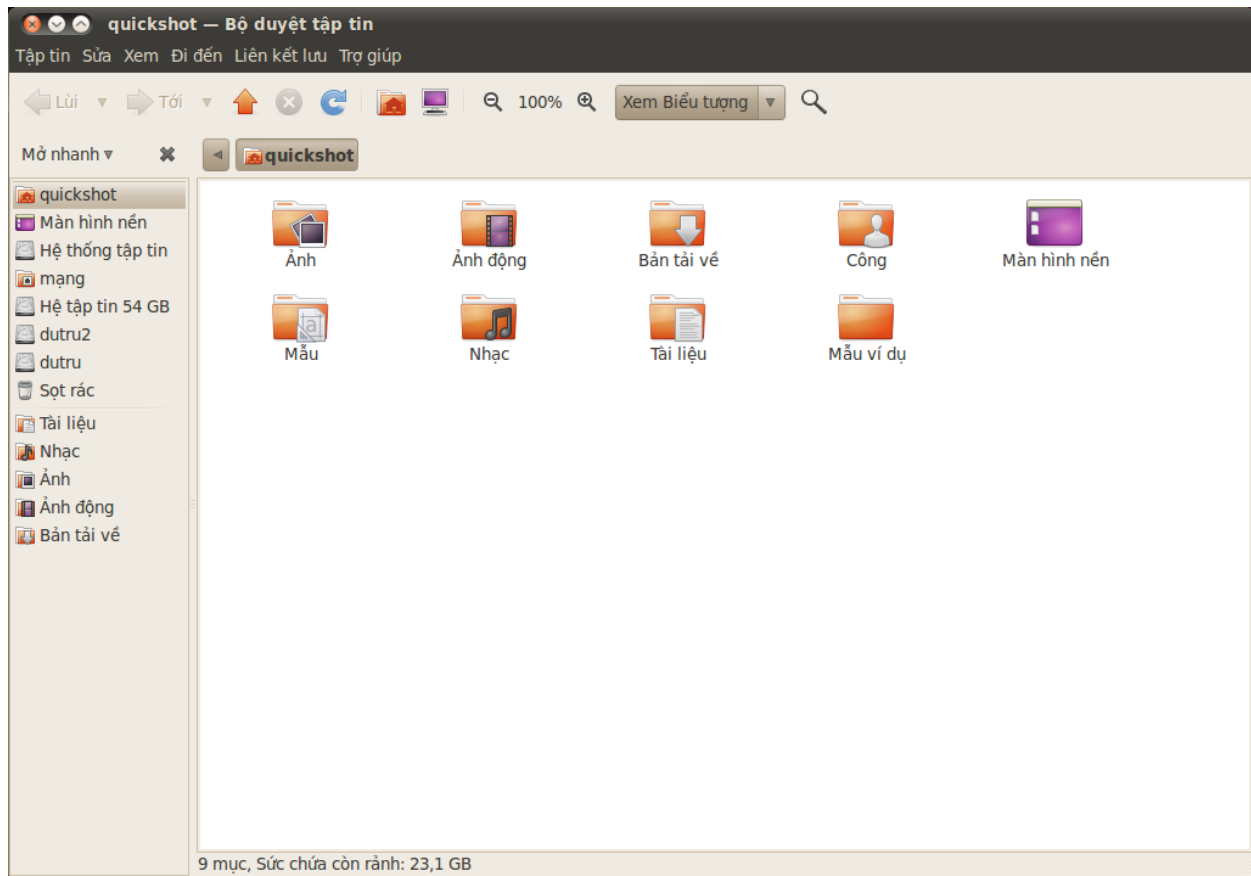 quickshot — Bộ duyệt tập tin
Tập tin Sửa Xem Đi đến Liên kết lưu Trợ giúp
Lùi Tới 100% Xem Biểu tượng
Mở nhanh quickshot
quickshot
Màn hình nền
Hệ thống tập tin
mạng
Hệ tập tin 54 GB
dutru2
dutru
Sọt rác
Tài liệu
Nhạc
Ảnh
Ảnh động
Bản tải về
Ảnh Ảnh động Bản tải về Công Màn hình nền
Mẫu Nhạc Tài liệu Mẫu ví dụ
9 mục, Sức chứa còn rảnh: 23,1 GB